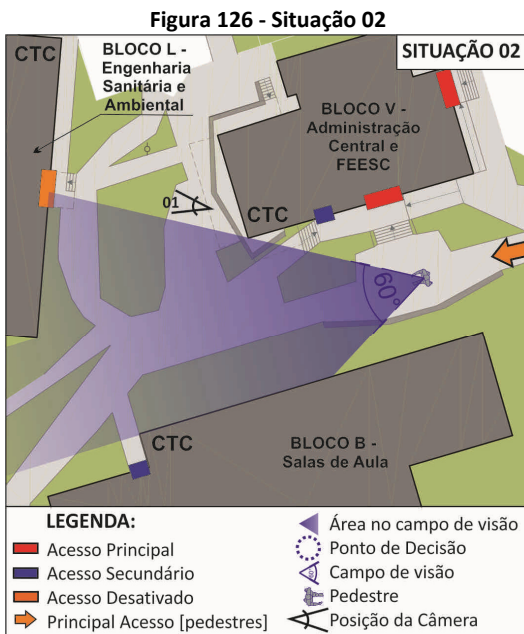 Figura 126 - Situação 02
CTC
BLOCO L -
Engenharia
Sanitária e
Ambiental
SITUAÇÃO 02
BLOCO V -
Administração
Central e
FEESC
01
CTC
60°
CTC
BLOCO B -
Salas de Aula
LEGENDA:
Acesso Principal
Acesso Secundário
Acesso Desativado
Principal Acesso [pedestres]
Área no campo de visão
Ponto de Decisão
Campo de visão
Pedestre
Posição da Câmera